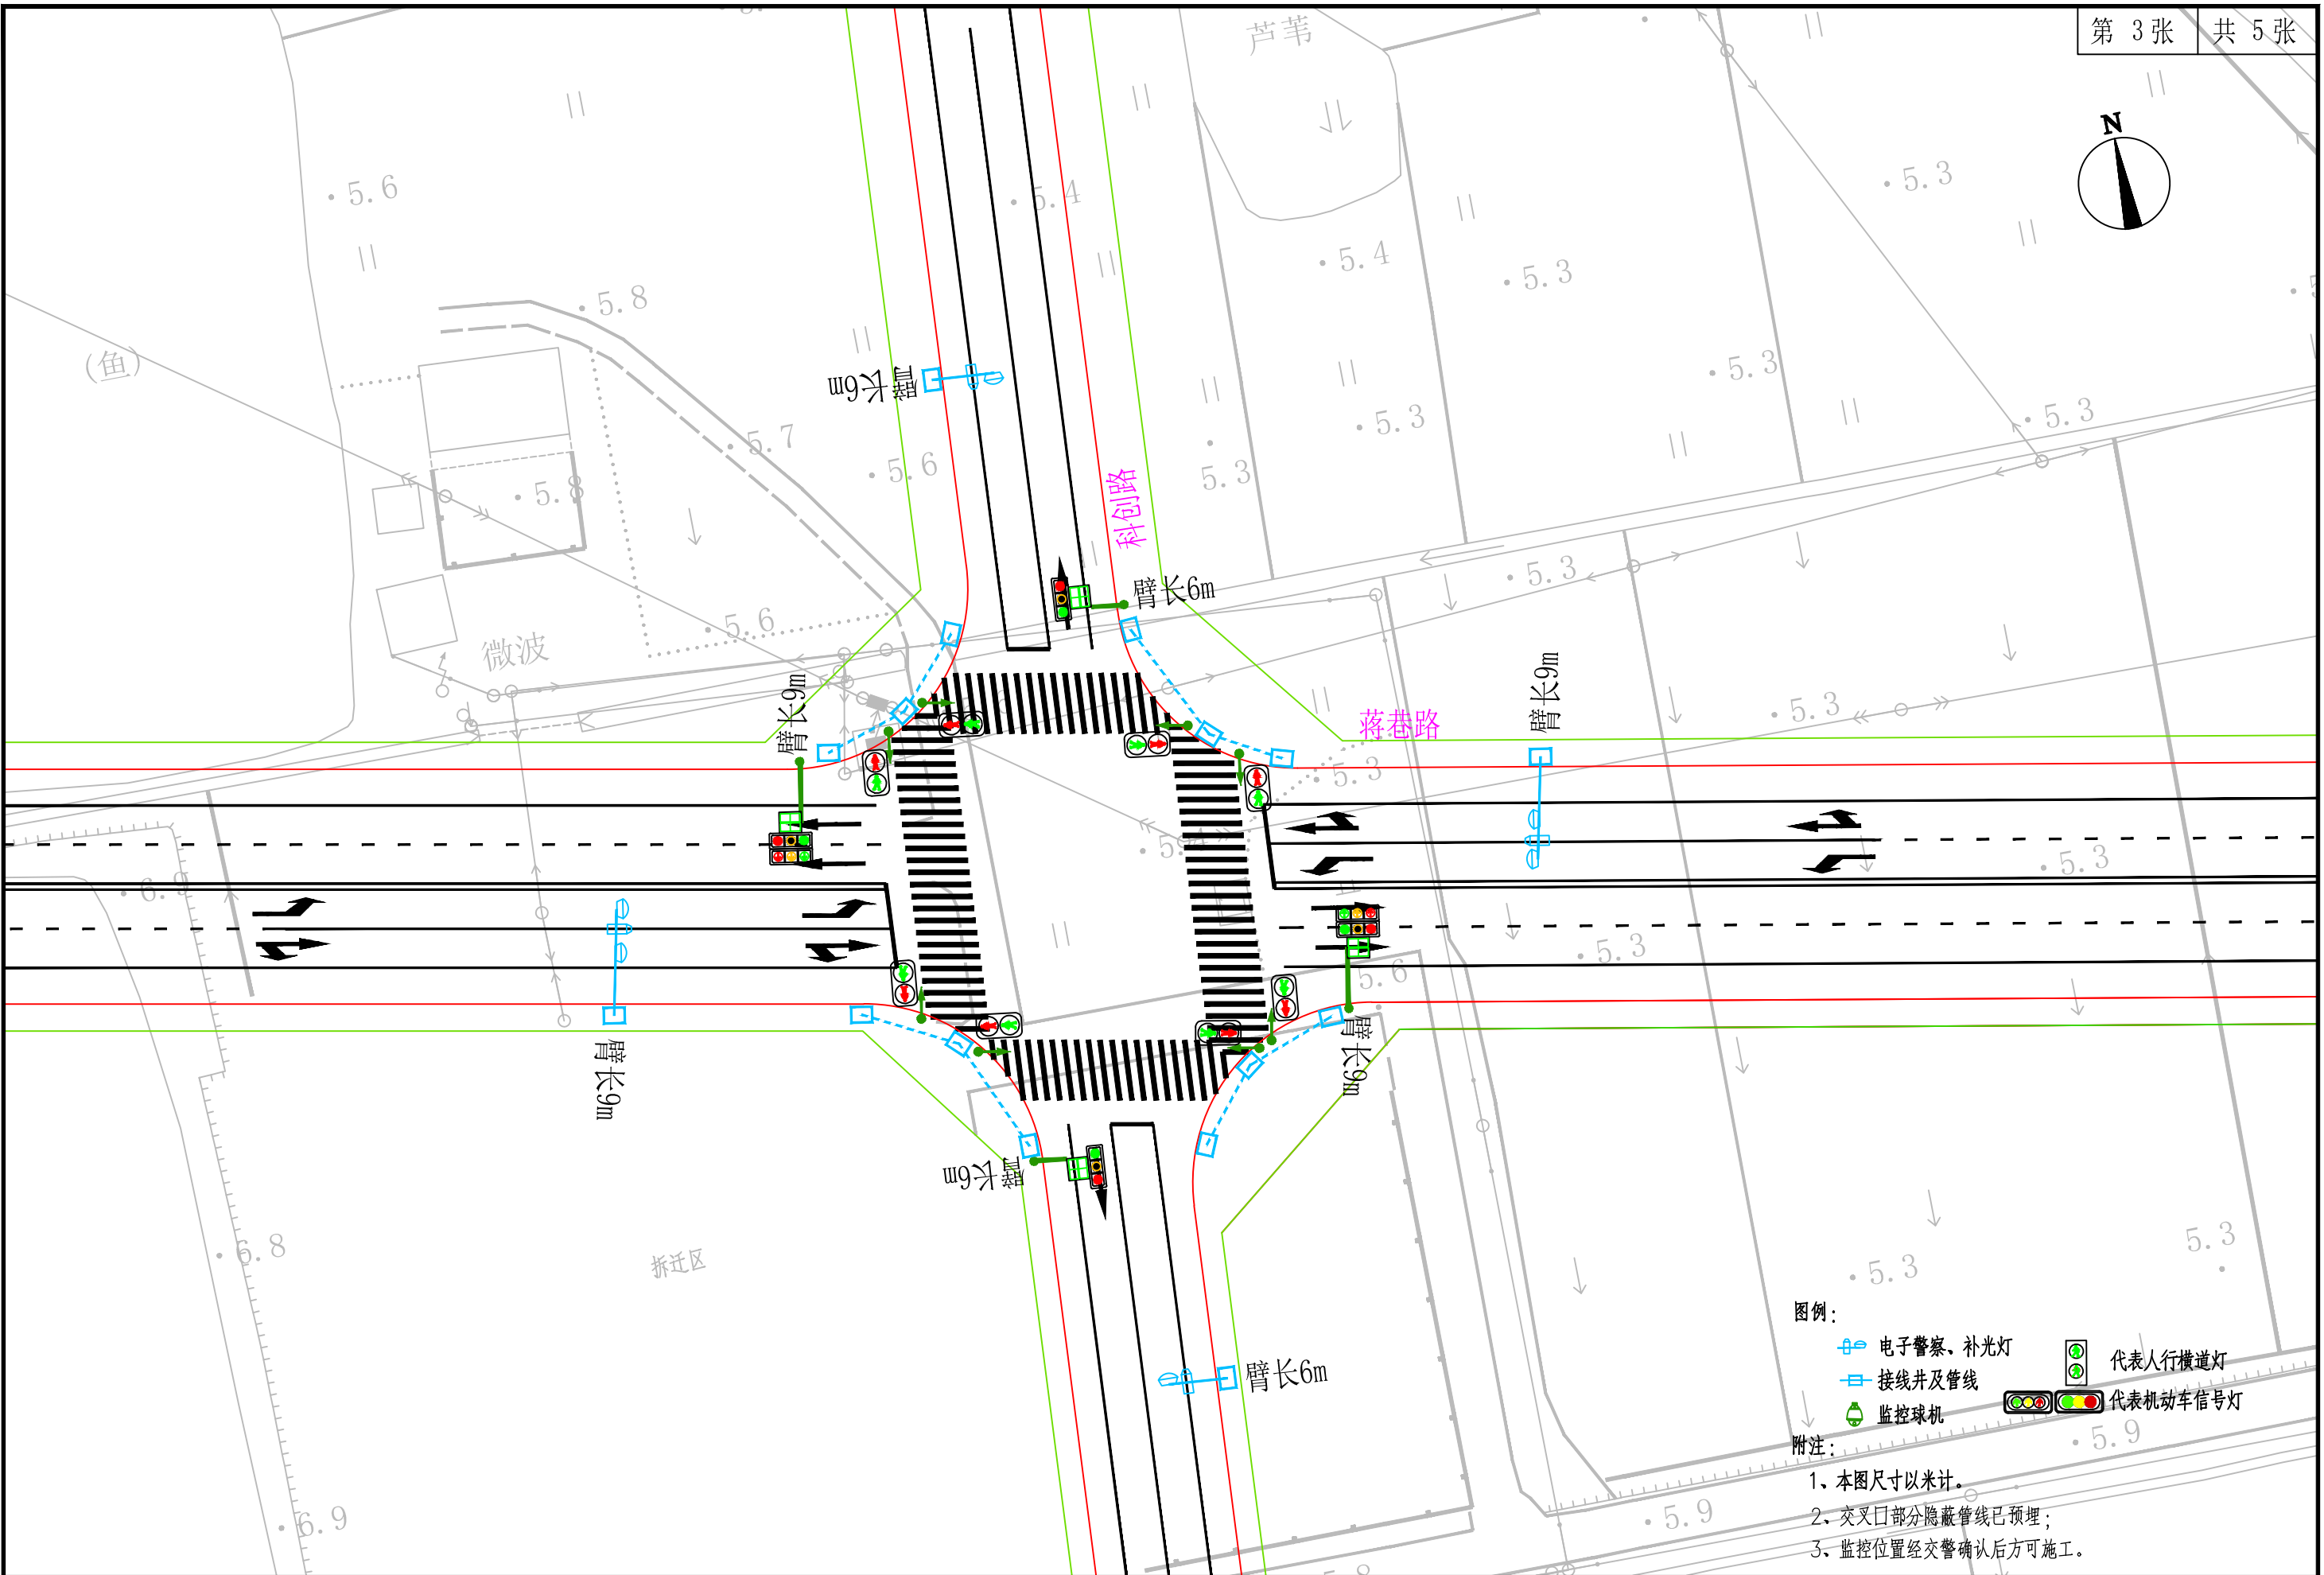 第 3 张 共 5 张
芦苇
N
5.6
5.4
5.3
5.4
5.3
5.8
(鱼)
5.3
臂长6m
5.3
5.3
5.7
5.6
5.3
5.8
科创路
5.3
臂长6m
5.6
微波
臂长9m
臂长9m
5.3
蒋巷路
5.3
5.3
6.9
5.3
5.6
臂长9m
臂长9m
臂长6m
6.8
拆迁区
5.3
5.3
臂长6m
图例:
电子警察、补光灯
接线井及管线
监控球机
代表人行横道灯
代表机动车信号灯
5.9
附注:
1、本图尺寸以米计。
2、交叉口部分隐蔽管线已预埋;
3、监控位置经交警确认后方可施工。
5.9
6.9